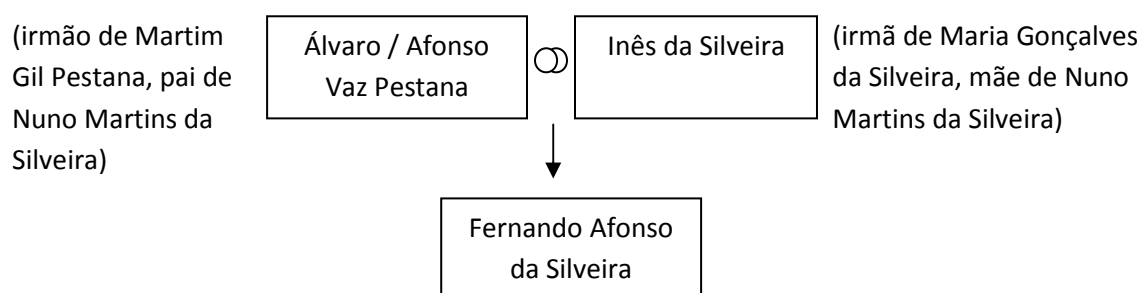 (irmão de Martim
Gil Pestana, pai de
Nuno Martins da
Silveira)
Álvaro / Afonso
Vaz Pestana
Inês da Silveira
(irmã de Maria Gonçalves
da Silveira, mãe de Nuno
Martins da Silveira)
Fernando Afonso
da Silveira